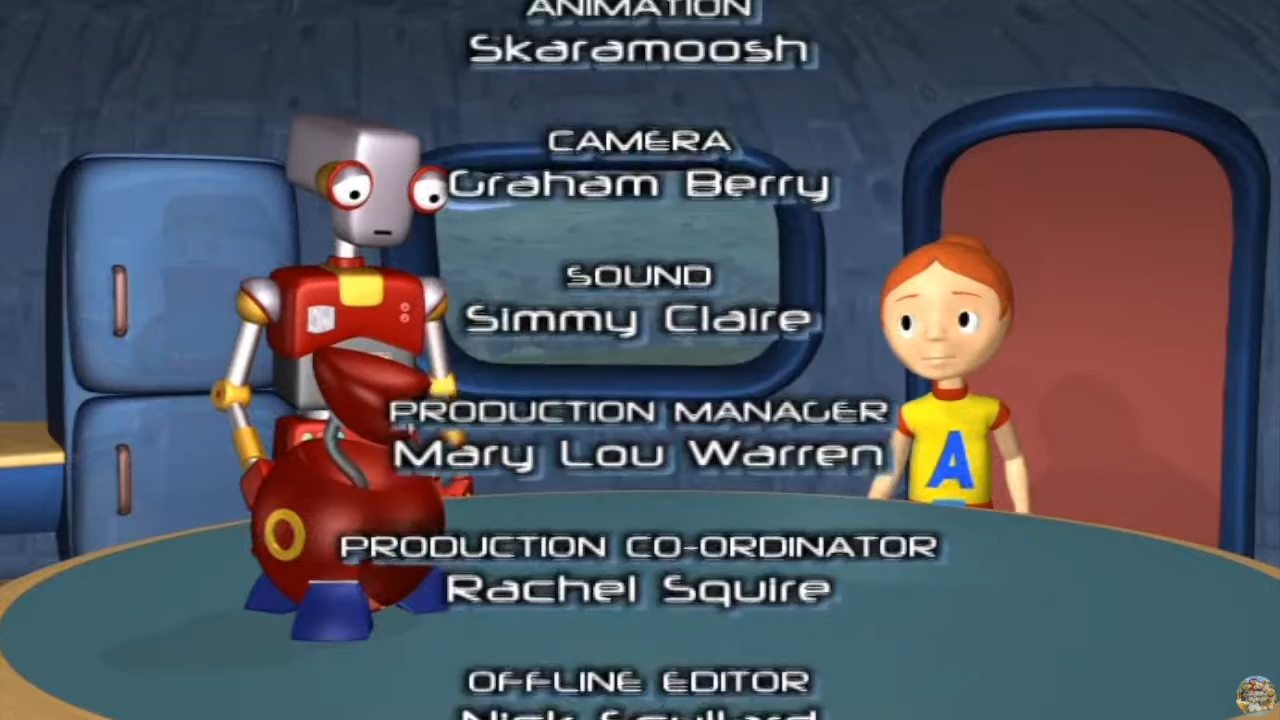 ANIMATION
Skaramoosh
CAMERA
Graham Berry
SOUND
Simmy Claire
PRODUCTION MANAGER
Mary Lou Warren
PRODUCTION CO-ORDINATOR
Rachel Squire
A
OFFLINE EDITOR
Nick